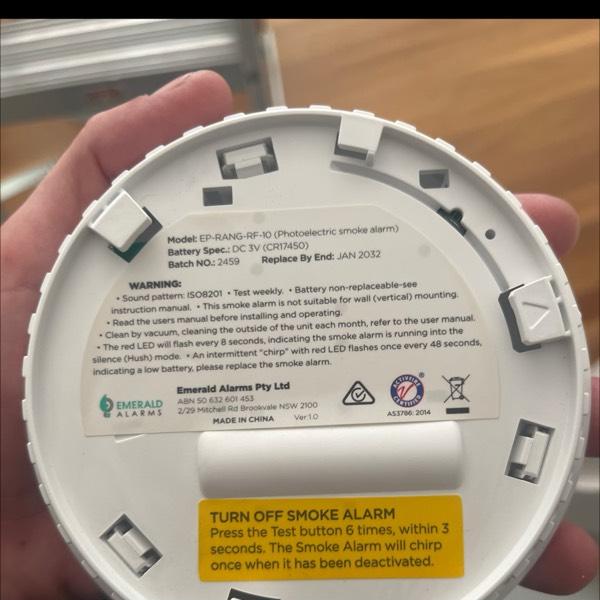 Model: EP-RANG-RF-10 (Photoelectric smoke alarm)
Battery Spec.: DC 3V (CR17450)
Batch NO.: 2459 Replace By End: JAN 2032
WARNING:
• Sound pattern: ISO8201 • Test weekly. • Battery non-replaceable-see
instruction manual. • This smoke alarm is not suitable for wall (vertical) mounting.
• Read the users manual before installing and operating.
• Clean by vacuum, cleaning the outside of the unit each month, refer to the user manual.
• The red LED will flash every 8 seconds, indicating the smoke alarm is running into the
silence (Hush) mode. • An intermittent "chirp" with red LED flashes once every 48 seconds,
indicating a low battery, please replace the smoke alarm.
EMERALD
ALARMS
Emerald Alarms Pty Ltd
ABN 50 632 601 453
2/29 Mitchell Rd Brookvale NSW 2100
MADE IN CHINA Ver:1.0
ACTIVFIRE
CERTIFIED
®
AS3786: 2014
TURN OFF SMOKE ALARM
Press the Test button 6 times, within 3
seconds. The Smoke Alarm will chirp
once when it has been deactivated.